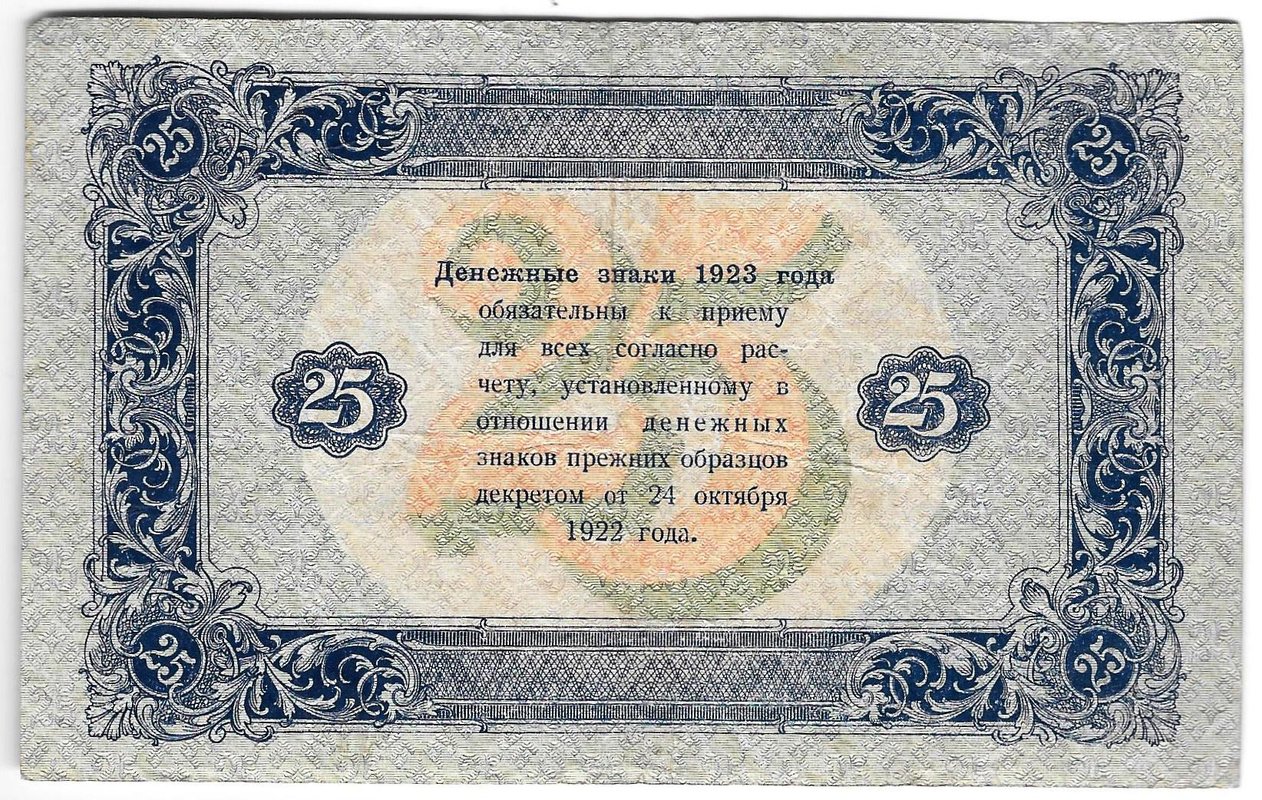 25 25
Денежные знаки 1923 года
обязательны к приему
для всех согласно рас-
чету, установленному в
25 25
отношении денежных
знаков прежних образцов
декретом от 24 октября
1922 года.
25 25
25